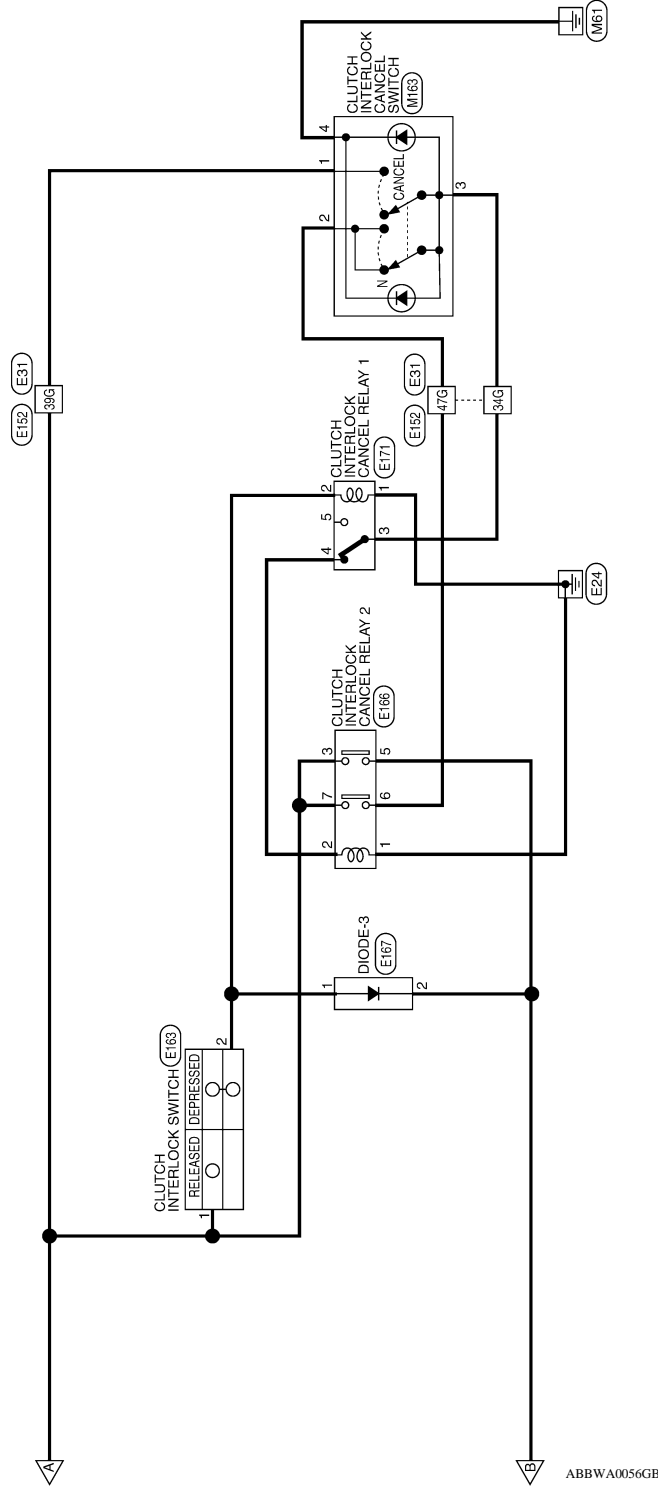 M61
CLUTCH
INTERLOCK
CANCEL
SWITCH
M163
4
1
2
3
CANCEL
N
E152
E31
39G
E152
E31
47G
34G
CLUTCH
INTERLOCK
CANCEL RELAY 1
E171
2
5
4
1
3
E24
CLUTCH
INTERLOCK
CANCEL RELAY 2
E166
3
7
2
5
6
1
DIODE-3
E167
1
2
CLUTCH
INTERLOCK SWITCH
E163
RELEASED
DEPRESSED
1
2
A
B
ABBWA0056GB